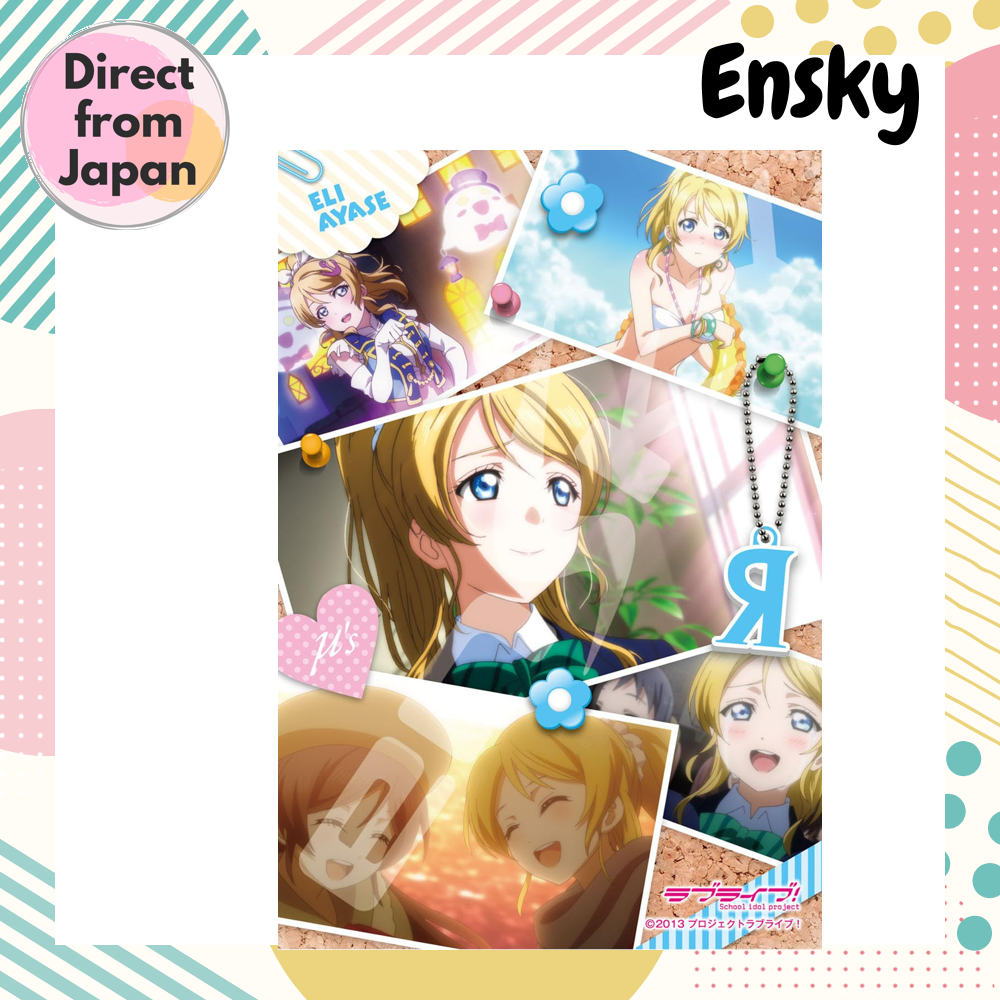 Direct
from
Japan
Ensky
ELI
AYASE
Я
μ's
ラブライブ!
School idol project
©2013 プロジェクトラブライブ！